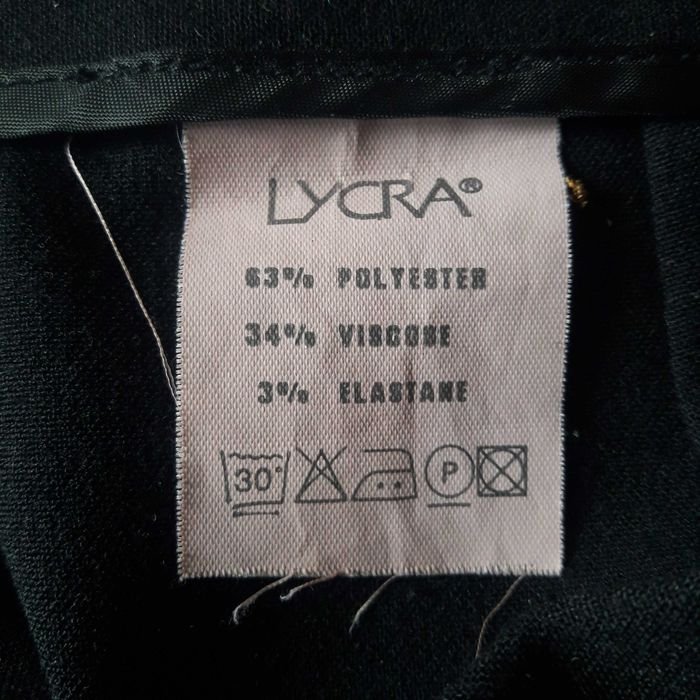 LYCRA®
63% POLYESTER
34% VISCOSE
3% ELASTANE
30° P